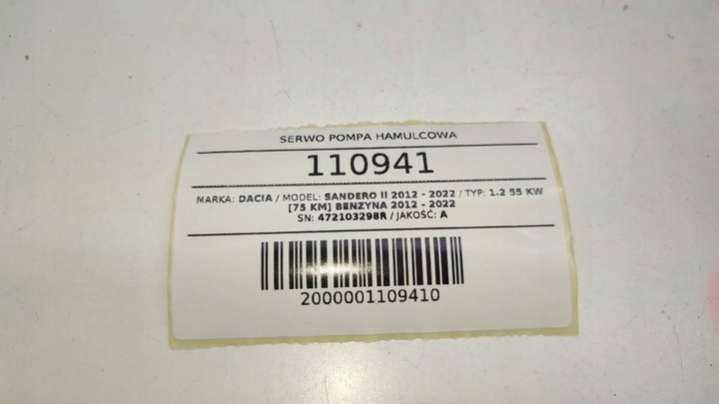 SERWO POMPA HAMULCOWA
110941
MARKA: DACIA / MODEL: SANDERO II 2012 - 2022 / TYP: 1.2 55 KW
[75 KM] BENZYNA 2012 - 2022
SN: 472103298R / JAKOŚĆ: A
2000001109410